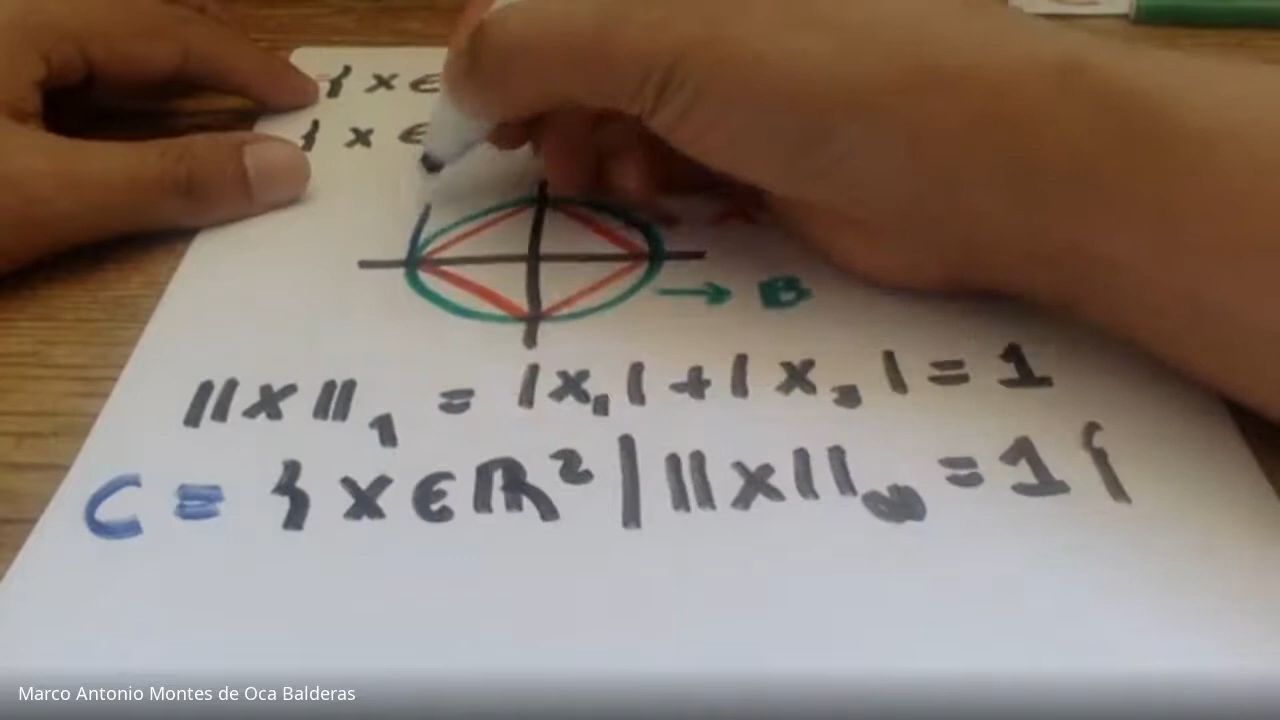 { x ∈
{ x ∈
→ B
||x||₁ = |x₁| + |x₂| = 1
C = { x ∈ ℝ² | ||x||∞ = 1 }
Marco Antonio Montes de Oca Balderas